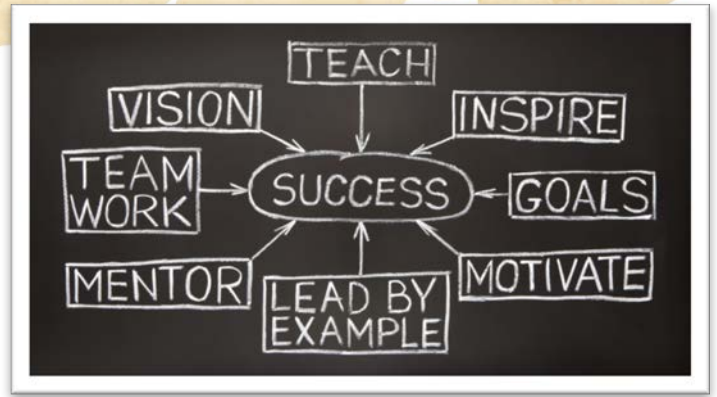 TEACH
VISION
INSPIRE
TEAM
WORK
SUCCESS
GOALS
MENTOR
LEAD BY
EXAMPLE
MOTIVATE